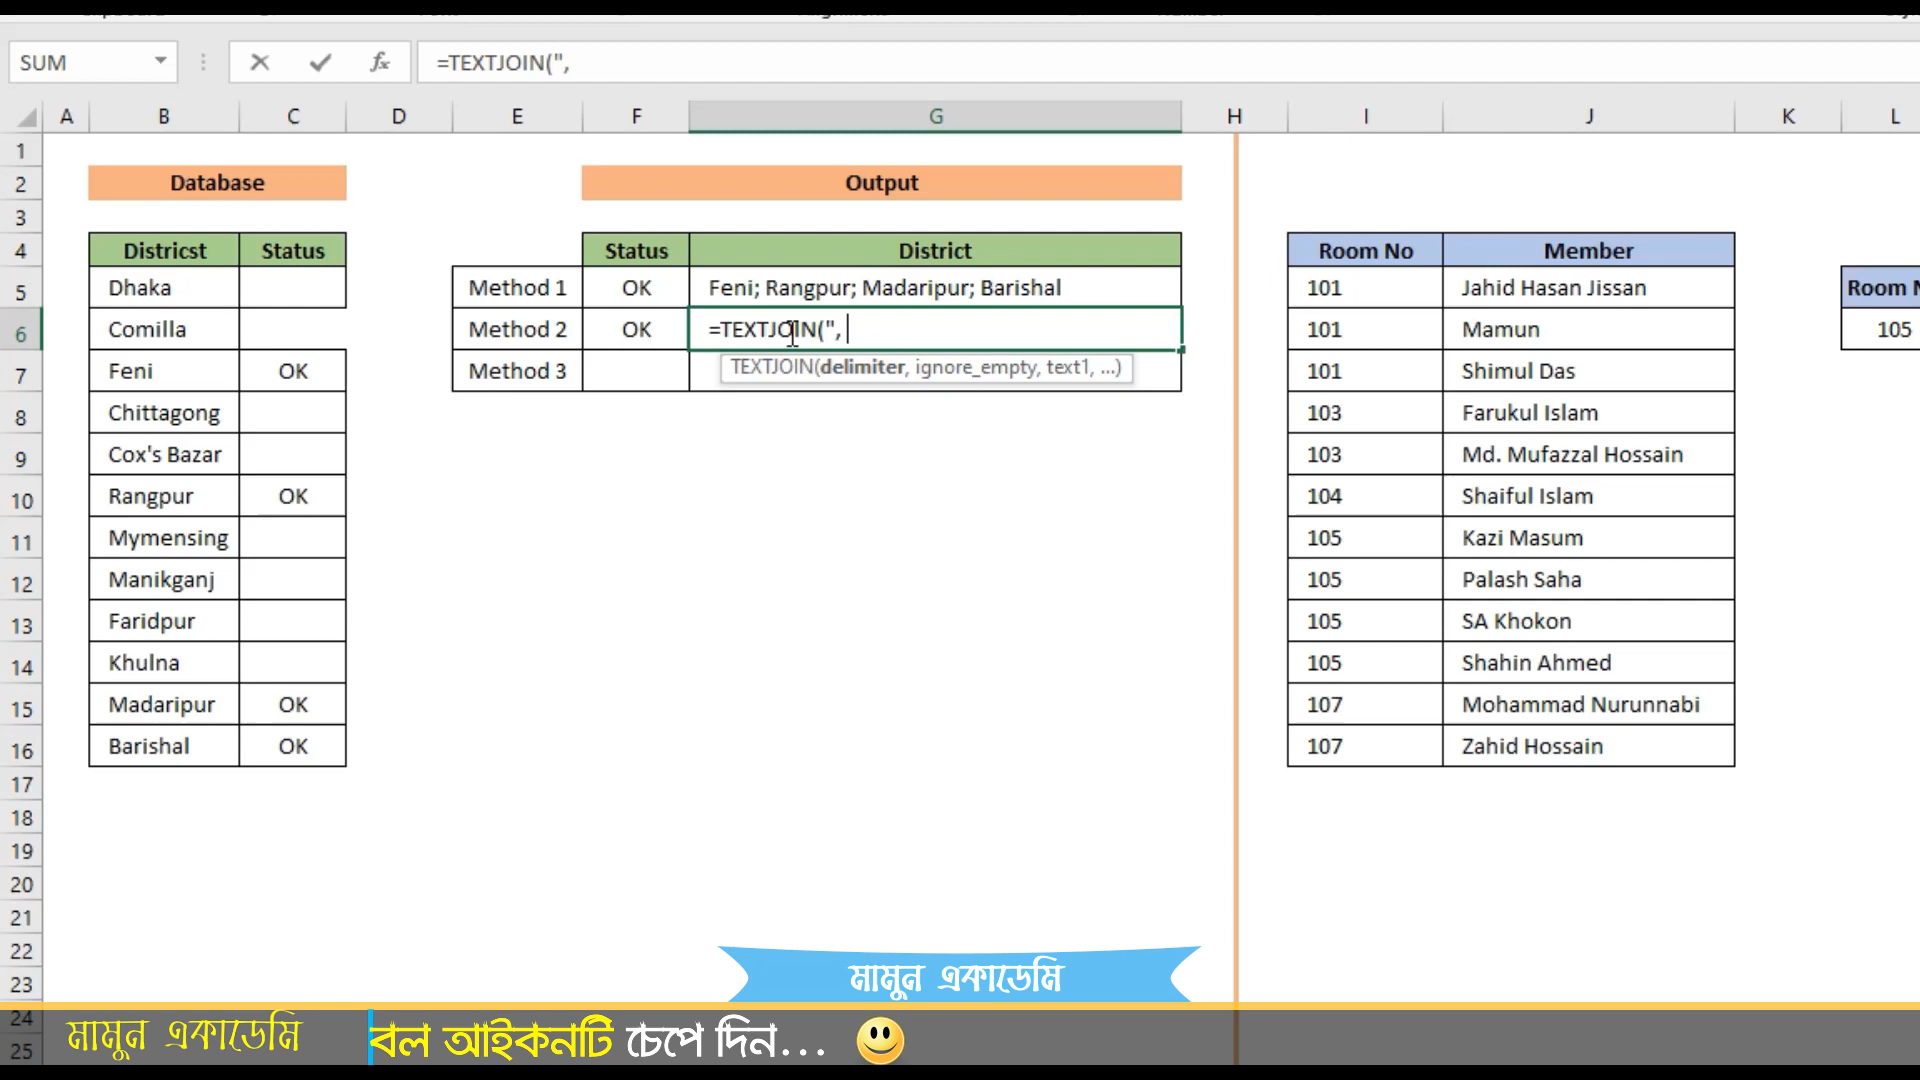 SUM =TEXTJOIN(",
A B C D E F G H I J K L
1
2 Database Output
3
4 Districst Status Status District Room No Member
5 Dhaka Method 1 OK Feni; Rangpur; Madaripur; Barishal 101 Jahid Hasan Jissan Room
6 Comilla Method 2 OK =TEXTJOIN(", 101 Mamun 105
7 Feni OK Method 3 TEXTJOIN(delimiter, ignore_empty, text1, ...) 101 Shimul Das
8 Chittagong 103 Farukul Islam
9 Cox's Bazar 103 Md. Mufazzal Hossain
10 Rangpur OK 104 Shaiful Islam
11 Mymensing 105 Kazi Masum
12 Manikganj 105 Palash Saha
13 Faridpur 105 SA Khokon
14 Khulna 105 Shahin Ahmed
15 Madaripur OK 107 Mohammad Nurunnabi
16 Barishal OK 107 Zahid Hossain
17
18
19
20
21
22
23
মামুন একাডেমি
24
25
মামুন একাডেমি বল আইকনটি চেপে দিন...